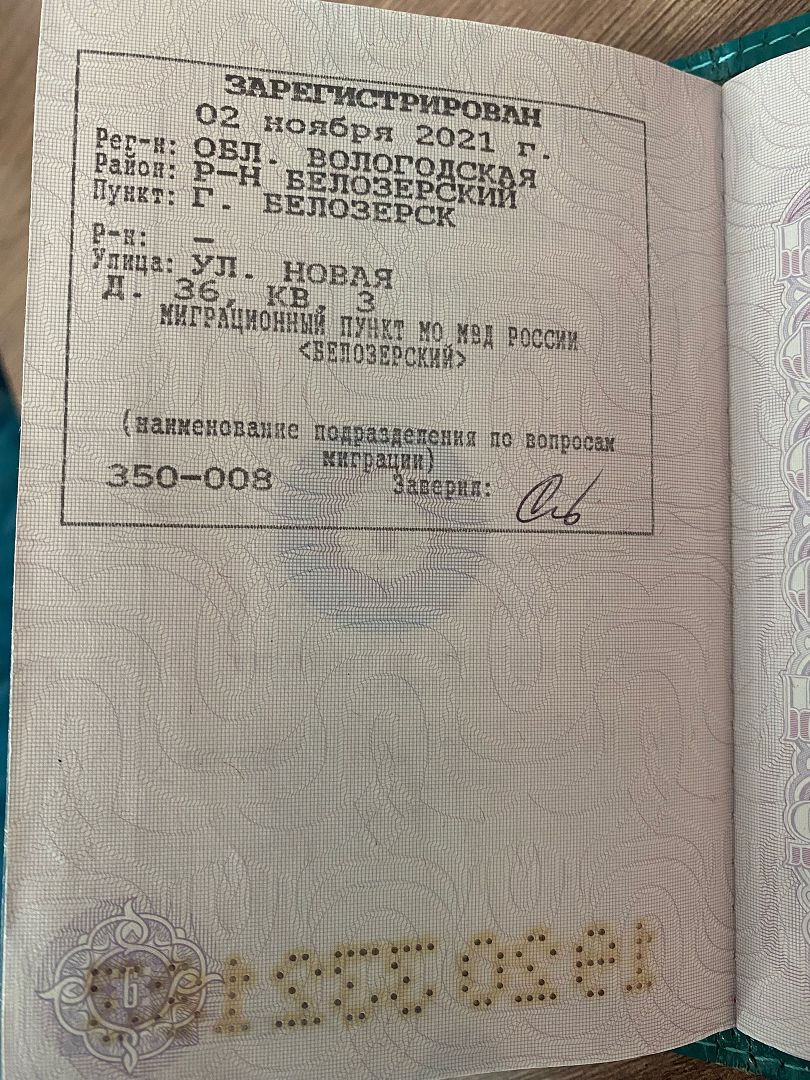 ЗАРЕГИСТРИРОВАН
02 ноября 2021 г.
Рег-н: ОБЛ. ВОЛОГОДСКАЯ
Район: Р-Н БЕЛОЗЕРСКИЙ
Пункт: Г. БЕЛОЗЕРСК
Р-н: –
Улица: УЛ. НОВАЯ
Д. 36, КВ. 3
МИГРАЦИОННЫЙ ПУНКТ МО МВД РОССИИ
<БЕЛОЗЕРСКИЙ>
(наименование подразделения по вопросам
миграции)
350-008 Заверил:
6